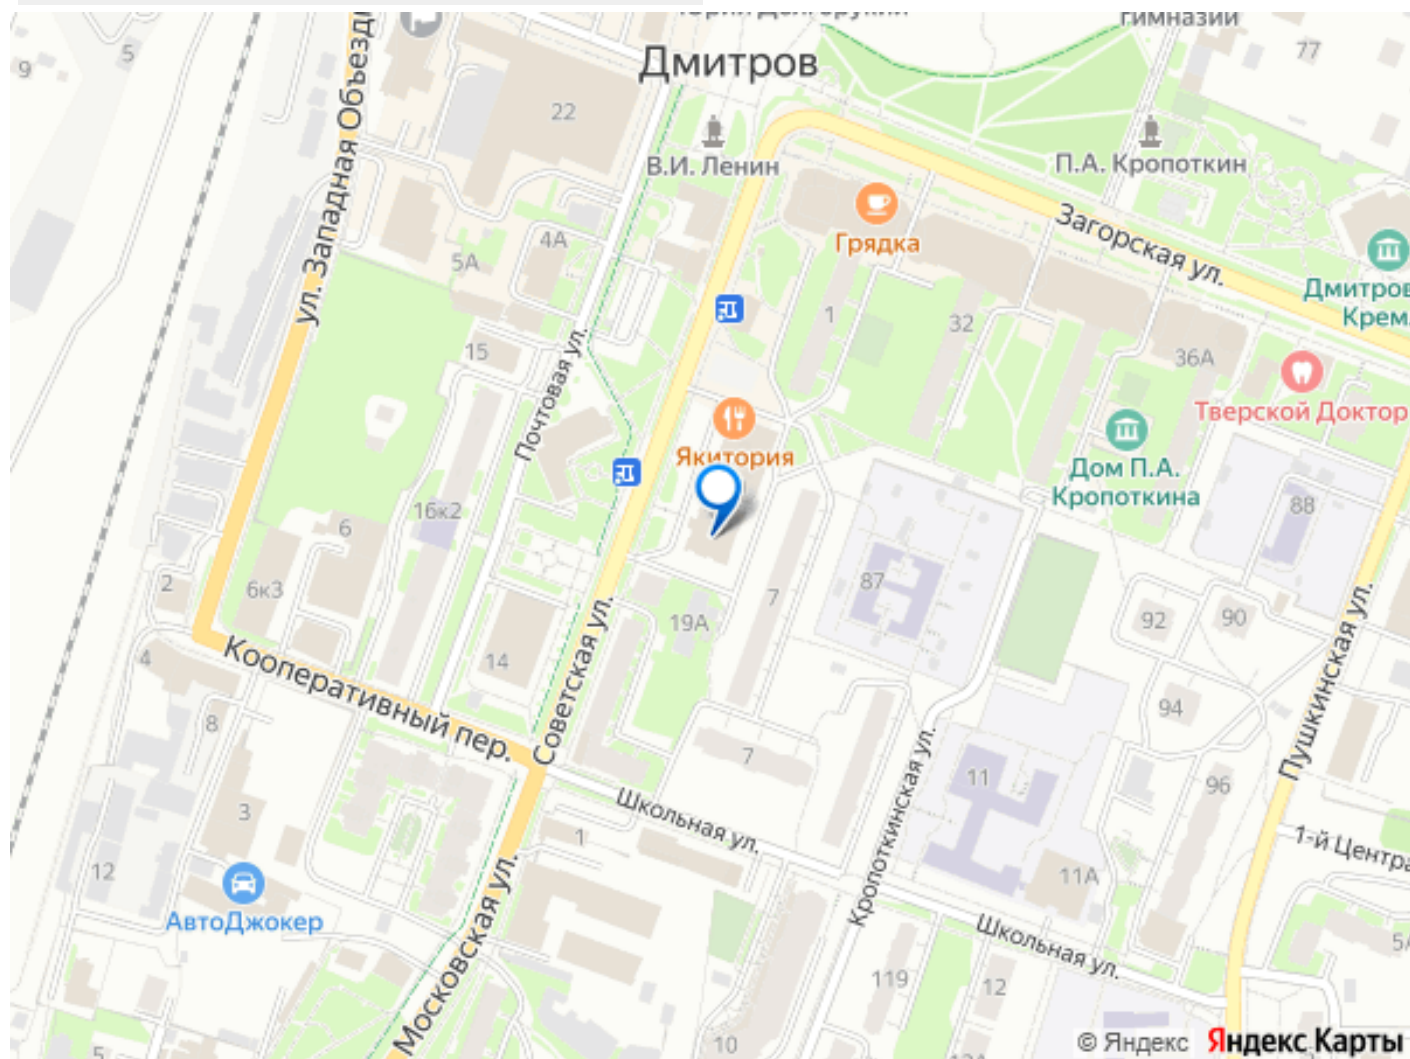 гимназии
9
5
77
Дмитров
22
ул. Западная Объездная
В.И. Ленин
П.А. Кропоткин
Загорская ул.
Грядка
4А
5А
Дмитров
Крем
1
32
15
36А
Почтовая ул.
Тверской Доктор
Якитория
Дом П.А.
Кропоткина
88
16к2
6
87
2
6к3
7
19А
92
90
4
14
Кооперативный пер.
Советская ул.
94
8
7
Пушкинская ул.
11
96
3
Школьная ул.
1
Кропоткинская ул.
1-й Центра
12
11А
АвтоДжокер
Московская ул.
Школьная ул.
5А
119
12
5
10
© Яндекс Яндекс Карты